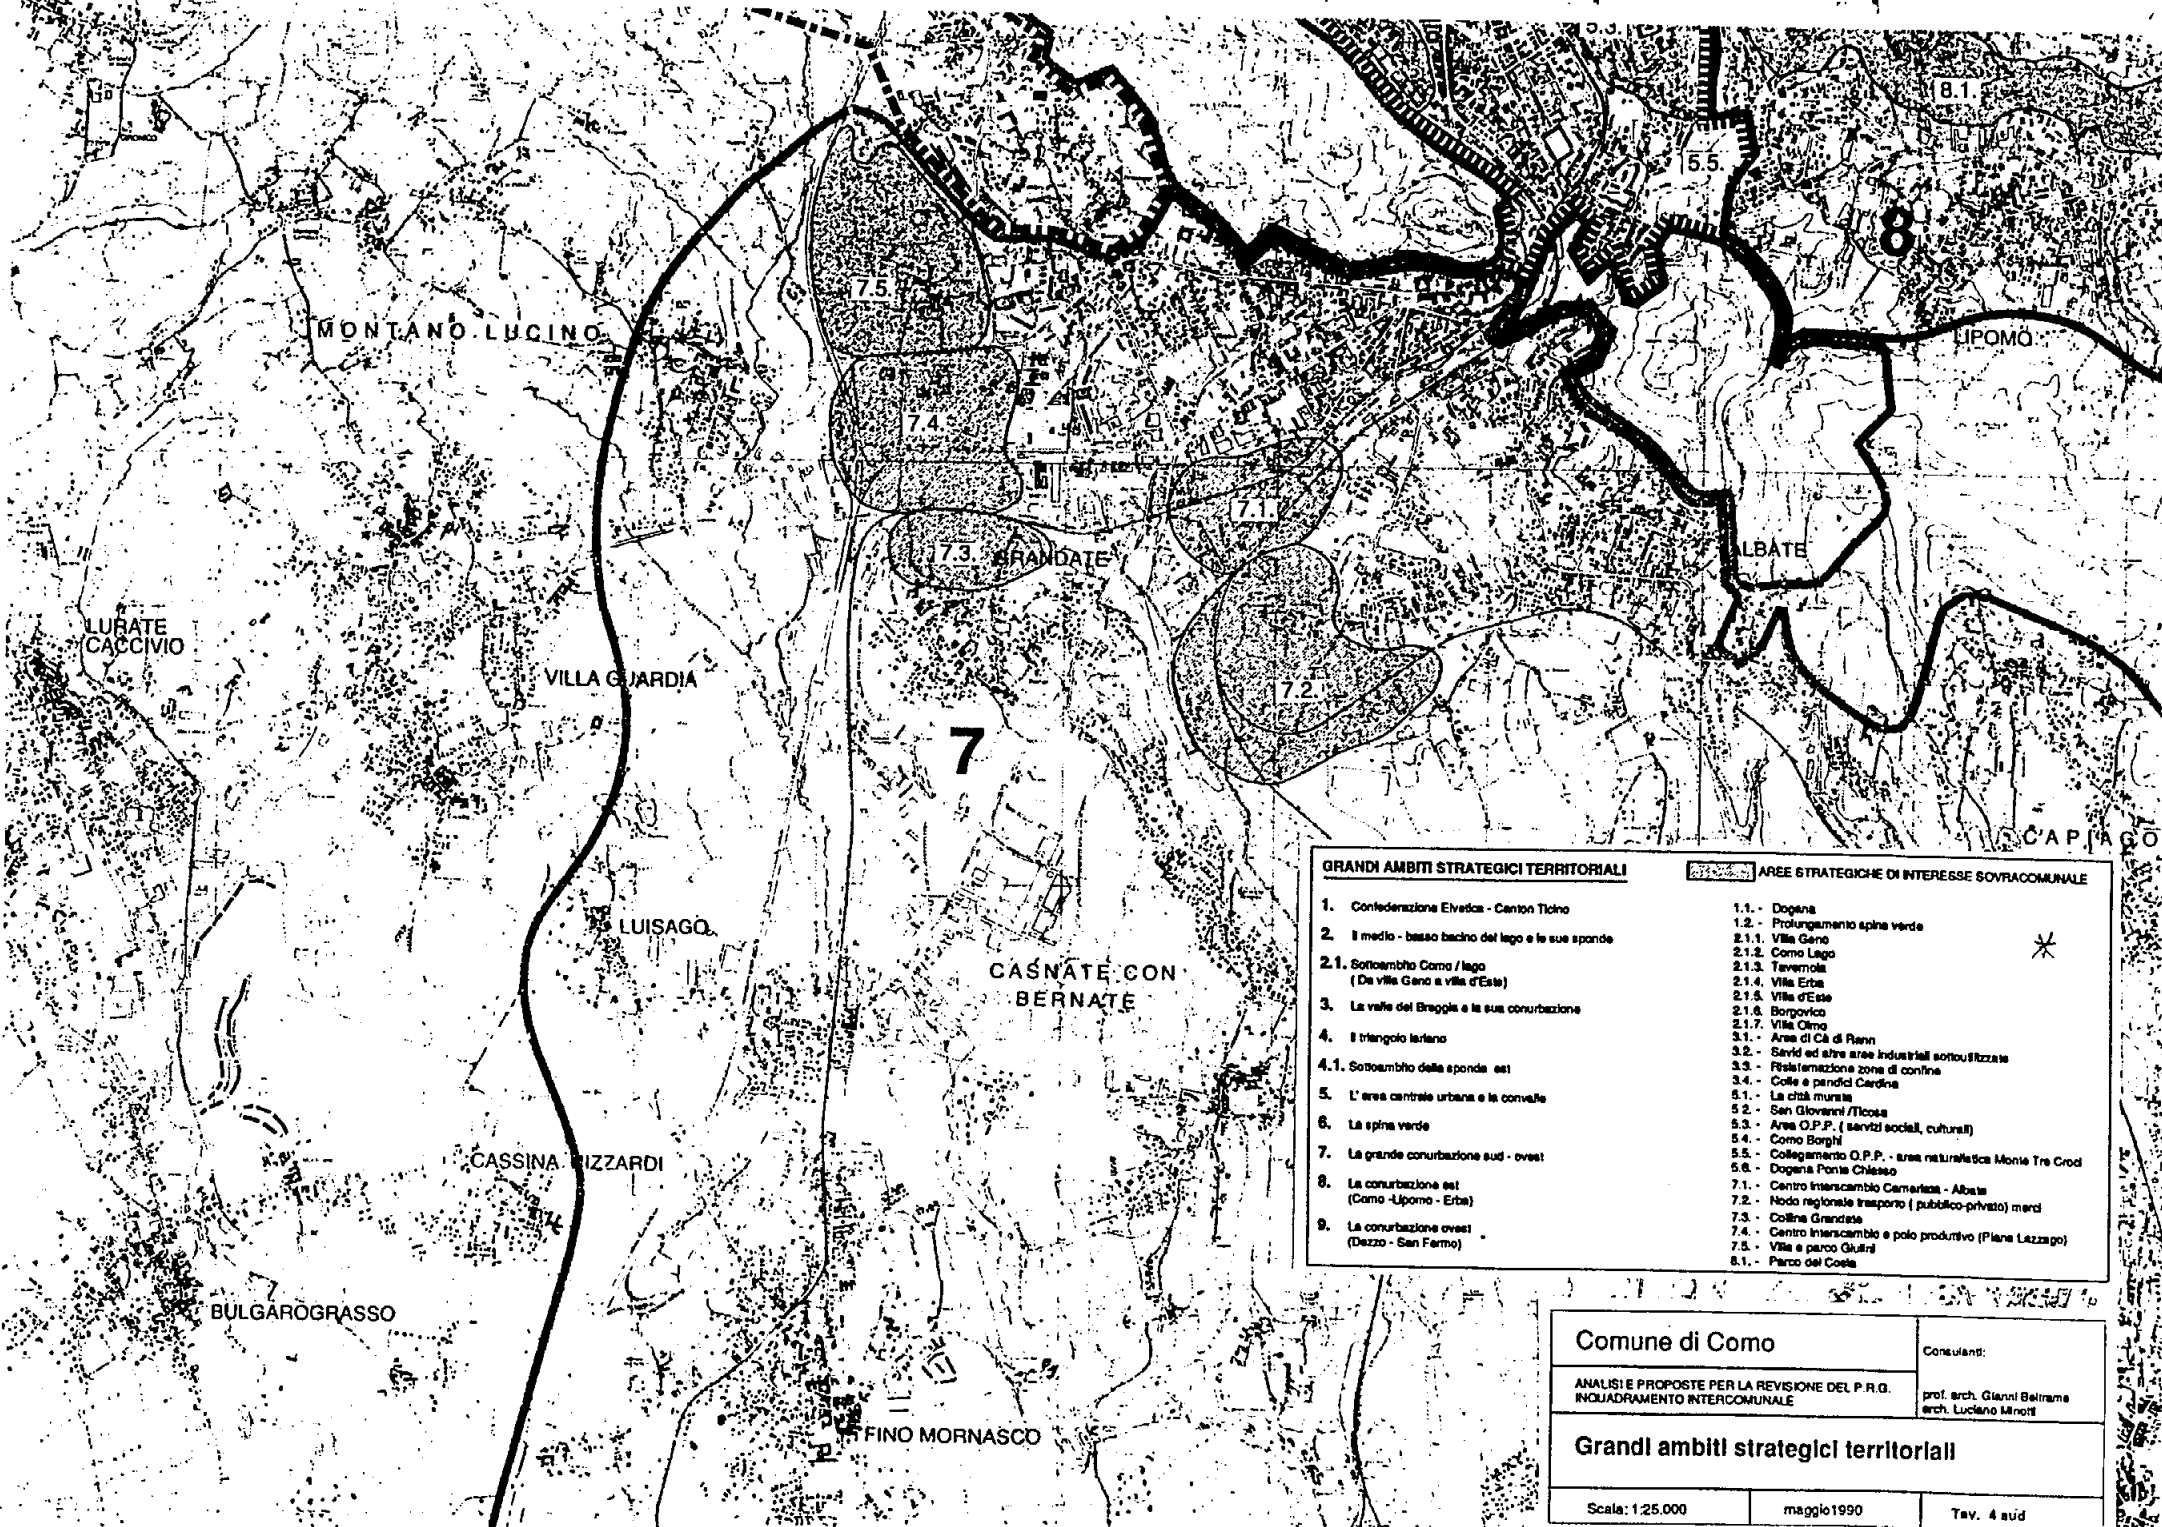 5.3.
8.1.
5.5.
8
7.5.
MONTANO LUCINO
LIPOMO
7.4.
7.1.
7.3.
GRANDATE
ALBATE
LURATE
CACCIVIO
VILLA GUARDIA
7.2.
7
CAPIAGO
LUISAGO
CASNATE CON
BERNATE
CASSINA RIZZARDI
BULGAROGRASSO
FINO MORNASCO
GRANDI AMBITI STRATEGICI TERRITORIALI
1. Confederazione Elvetica - Canton Ticino
2. Il medio - basso bacino del lago e le sue sponde
2.1. Sottoambito Como / lago
( Da villa Geno a villa d'Este)
3. La valle del Breggia e la sua conurbazione
4. Il triangolo lariano
4.1. Sottoambito della sponda est
5. L' area centrale urbana e la convalle
6. La spina verde
7. La grande conurbazione sud - ovest
8. La conurbazione est
(Como -Lipomo - Erba)
9. La conurbazione ovest
(Dazzo - San Fermo)
AREE STRATEGICHE DI INTERESSE SOVRACOMUNALE
1.1. - Dogana
1.2. - Prolungamento spina verde
2.1.1. Villa Geno
2.1.2. Como Lago
2.1.3. Tavernola
2.1.4. Villa Erba
2.1.5. Villa d'Este
2.1.6. Borgovico
2.1.7. Villa Olmo
3.1. - Area di Cà di Rann
3.2. - Savid ed altre aree industriali sottoutilizzate
3.3. - Risistemazione zona di confine
3.4. - Colle e pendici Cardina
5.1. - La città murata
5.2. - San Giovanni /Ticosa
5.3. - Area O.P.P. ( servizi sociali, culturali)
5.4. - Como Borghi
5.5. - Collegamento O.P.P. - area naturalistica Monte Tre Croci
5.6. - Dogana Ponte Chiasso
7.1. - Centro interscambio Camerlata - Albate
7.2. - Nodo regionale trasporto ( pubblico-privato) merci
7.3. - Collina Grandate
7.4. - Centro interscambio e polo produttivo (Piana Lazzago)
7.5. - Villa e parco Giulini
8.1. - Parco del Cosia
Comune di Como
Consulenti:
ANALISI E PROPOSTE PER LA REVISIONE DEL P.R.G.
INQUADRAMENTO INTERCOMUNALE
prof. arch. Gianni Beltrame
arch. Luciano Minotti
Grandi ambiti strategici territoriali
Scala: 1:25.000
maggio1990
Tav. 4 sud